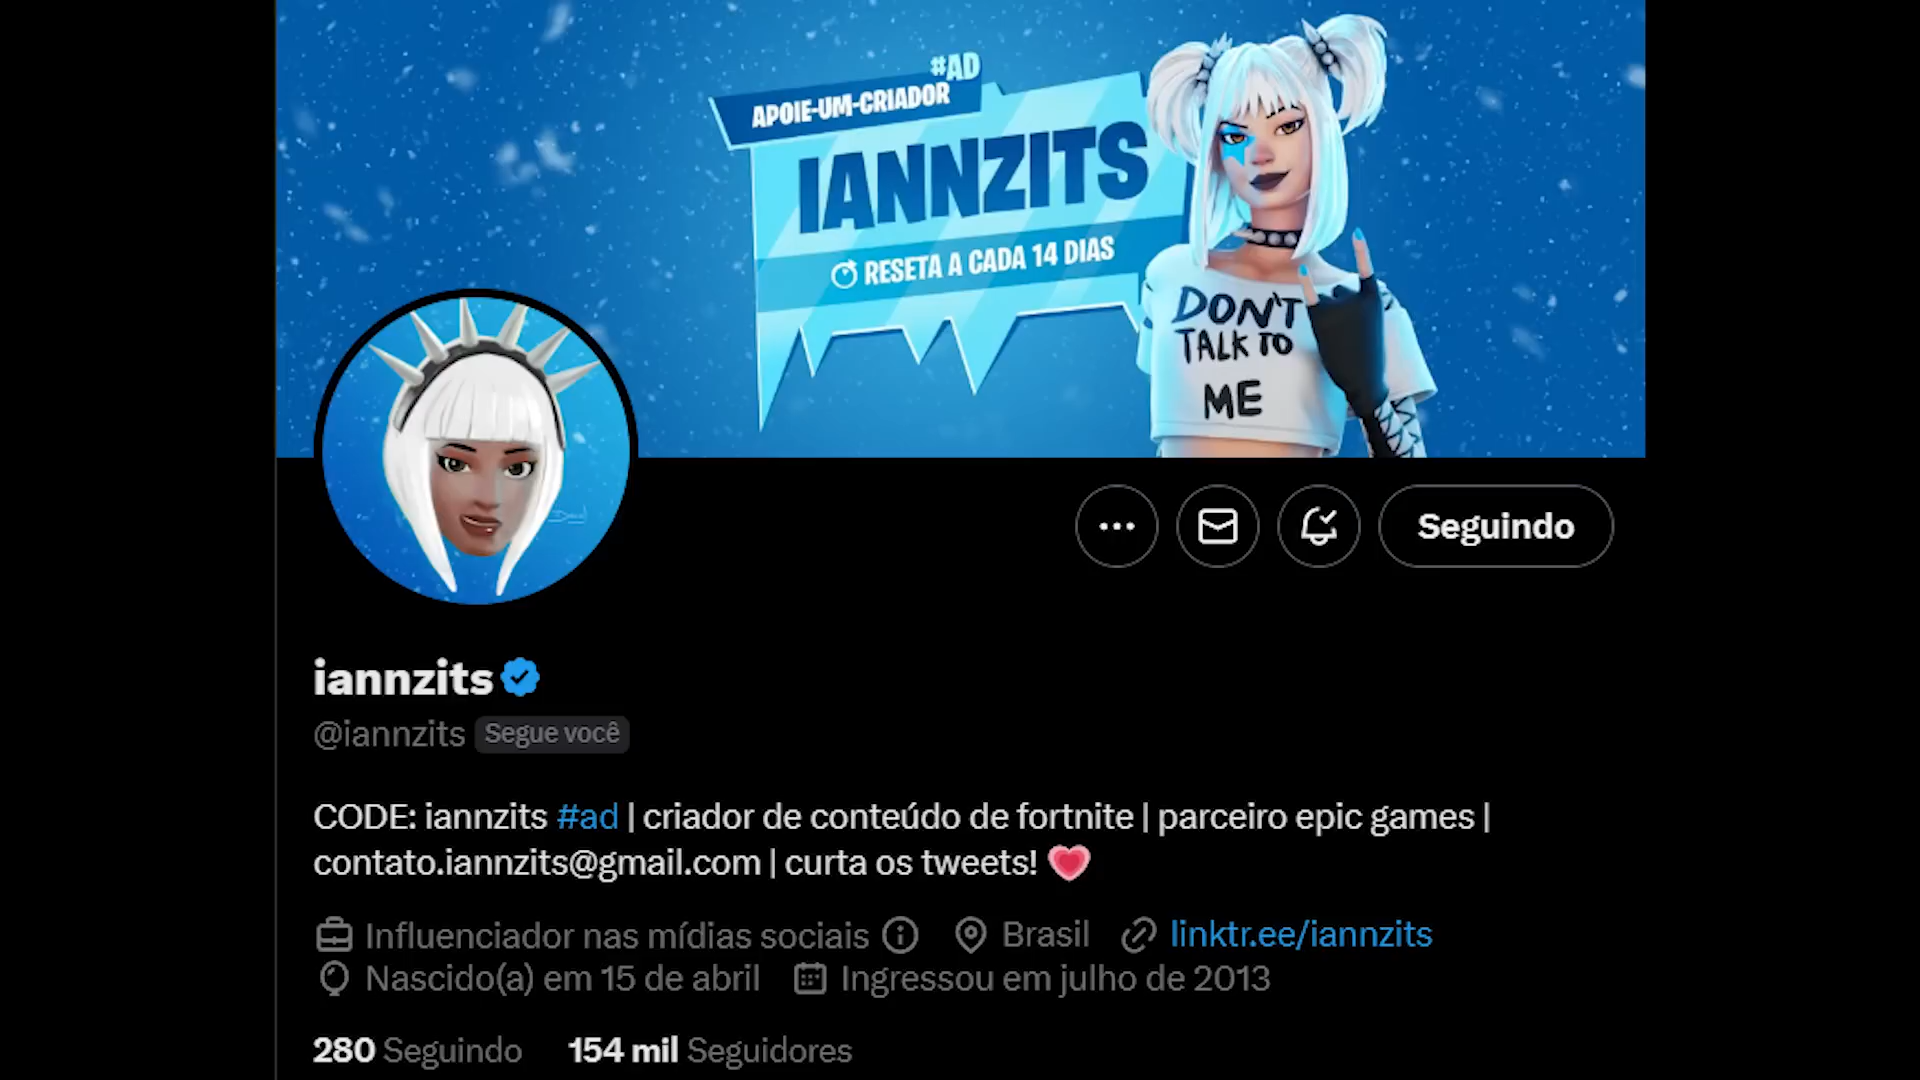 #AD
APOIE-UM-CRIADOR
IANNZITS
RESETA A CADA 14 DIAS
DON'T
TALK TO
ME
Seguindo
iannzits
@iannzits Segue você
CODE: iannzits #ad | criador de conteúdo de fortnite | parceiro epic games |
contato.iannzits@gmail.com | curta os tweets! 💗
Influenciador nas mídias sociais Brasil linktr.ee/iannzits
Nascido(a) em 15 de abril Ingressou em julho de 2013
280 Seguindo 154 mil Seguidores